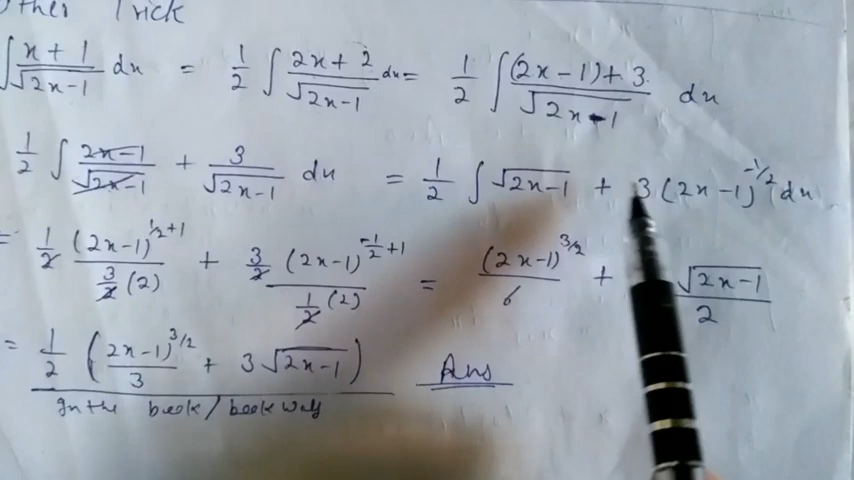 Other Trick
∫ x + 1 / √2x-1 dx = 1/2 ∫ 2x + 2 / √2x-1 dx = 1/2 ∫ (2x-1)+3 / √2x-1 dx
1/2 ∫ 2x-1 / √2x-1 + 3 / √2x-1 dx = 1/2 ∫ √2x-1 + 3(2x-1)^-1/2 dx
= 1/2 (2x-1)^1/2+1 / 3/2 (2) + 3/2 (2x-1)^-1/2+1 / 1/2 (2) = (2x-1)^3/2 / 6 + √2x-1 / 2
= 1/2 (2x-1)^3/2 / 3 + 3√2x-1) Ans
In the book/book way